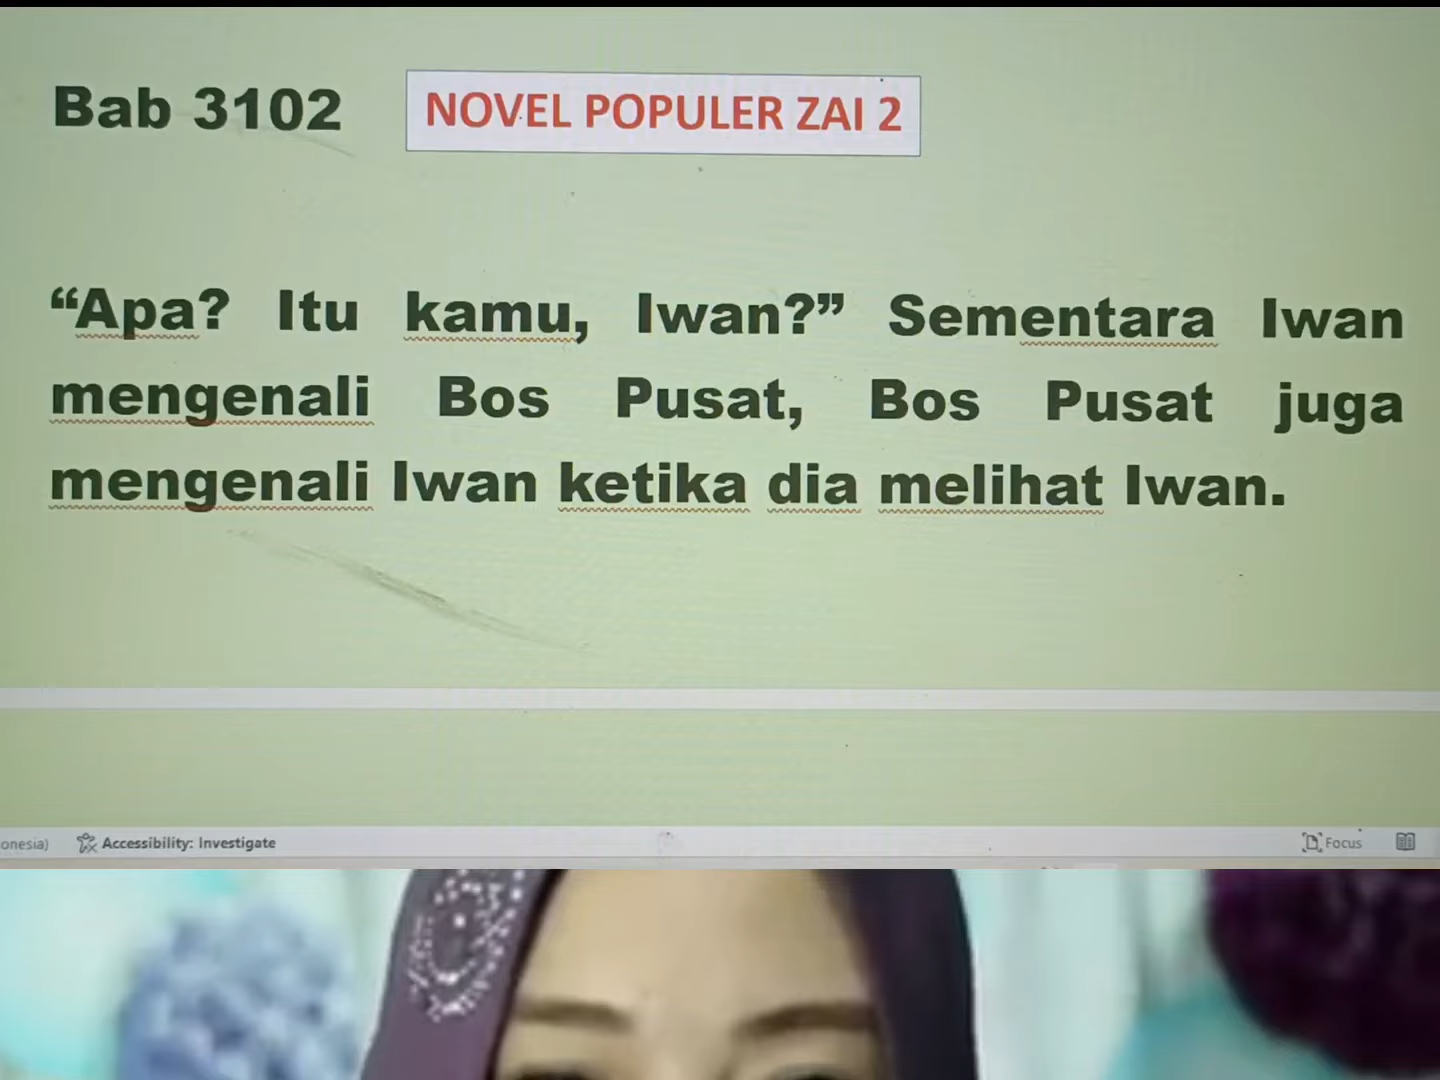 Bab 3102
NOVEL POPULER ZAI 2
“Apa? Itu kamu, Iwan?” Sementara Iwan
mengenali Bos Pusat, Bos Pusat juga
mengenali Iwan ketika dia melihat Iwan.
onesia)
Accessibility: Investigate
Focus